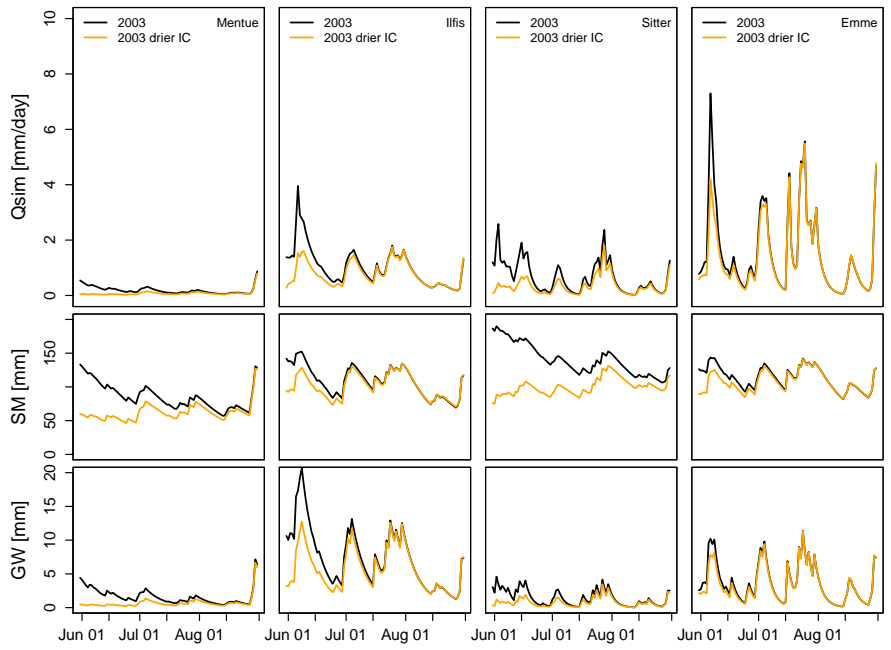 2003 Mentue
2003 drier IC
2003 Ilfis
2003 drier IC
2003 Sitter
2003 drier IC
2003 Emme
2003 drier IC
Qsim [mm/day]
10
8
6
4
2
0
SM [mm]
150
100
50
0
GW [mm]
20
15
10
5
0
Jun 01 Jul 01 Aug 01
Jun 01 Jul 01 Aug 01
Jun 01 Jul 01 Aug 01
Jun 01 Jul 01 Aug 01